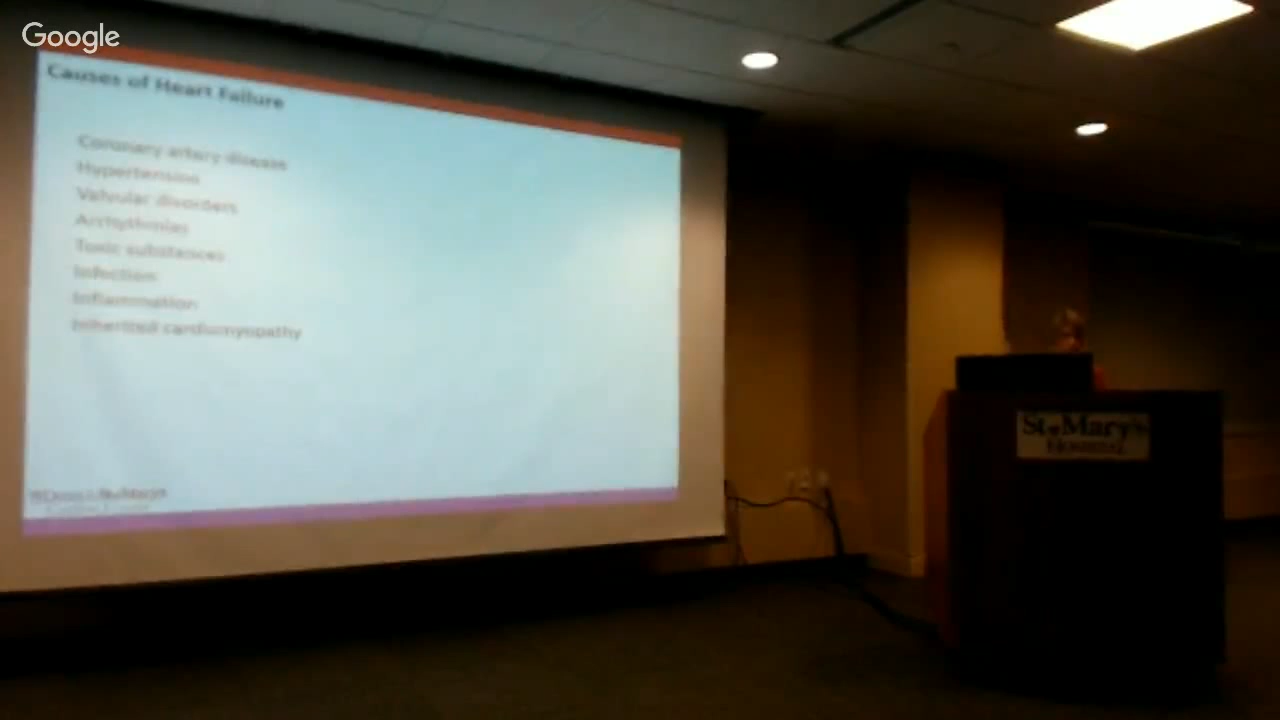 Google
Causes of Heart Failure
Coronary artery disease
Hypertension
Valvular disorders
Arrhythmias
Toxic substances
Infection
Inflammation
Inherited cardiomyopathy
St. Mary's
Hospital